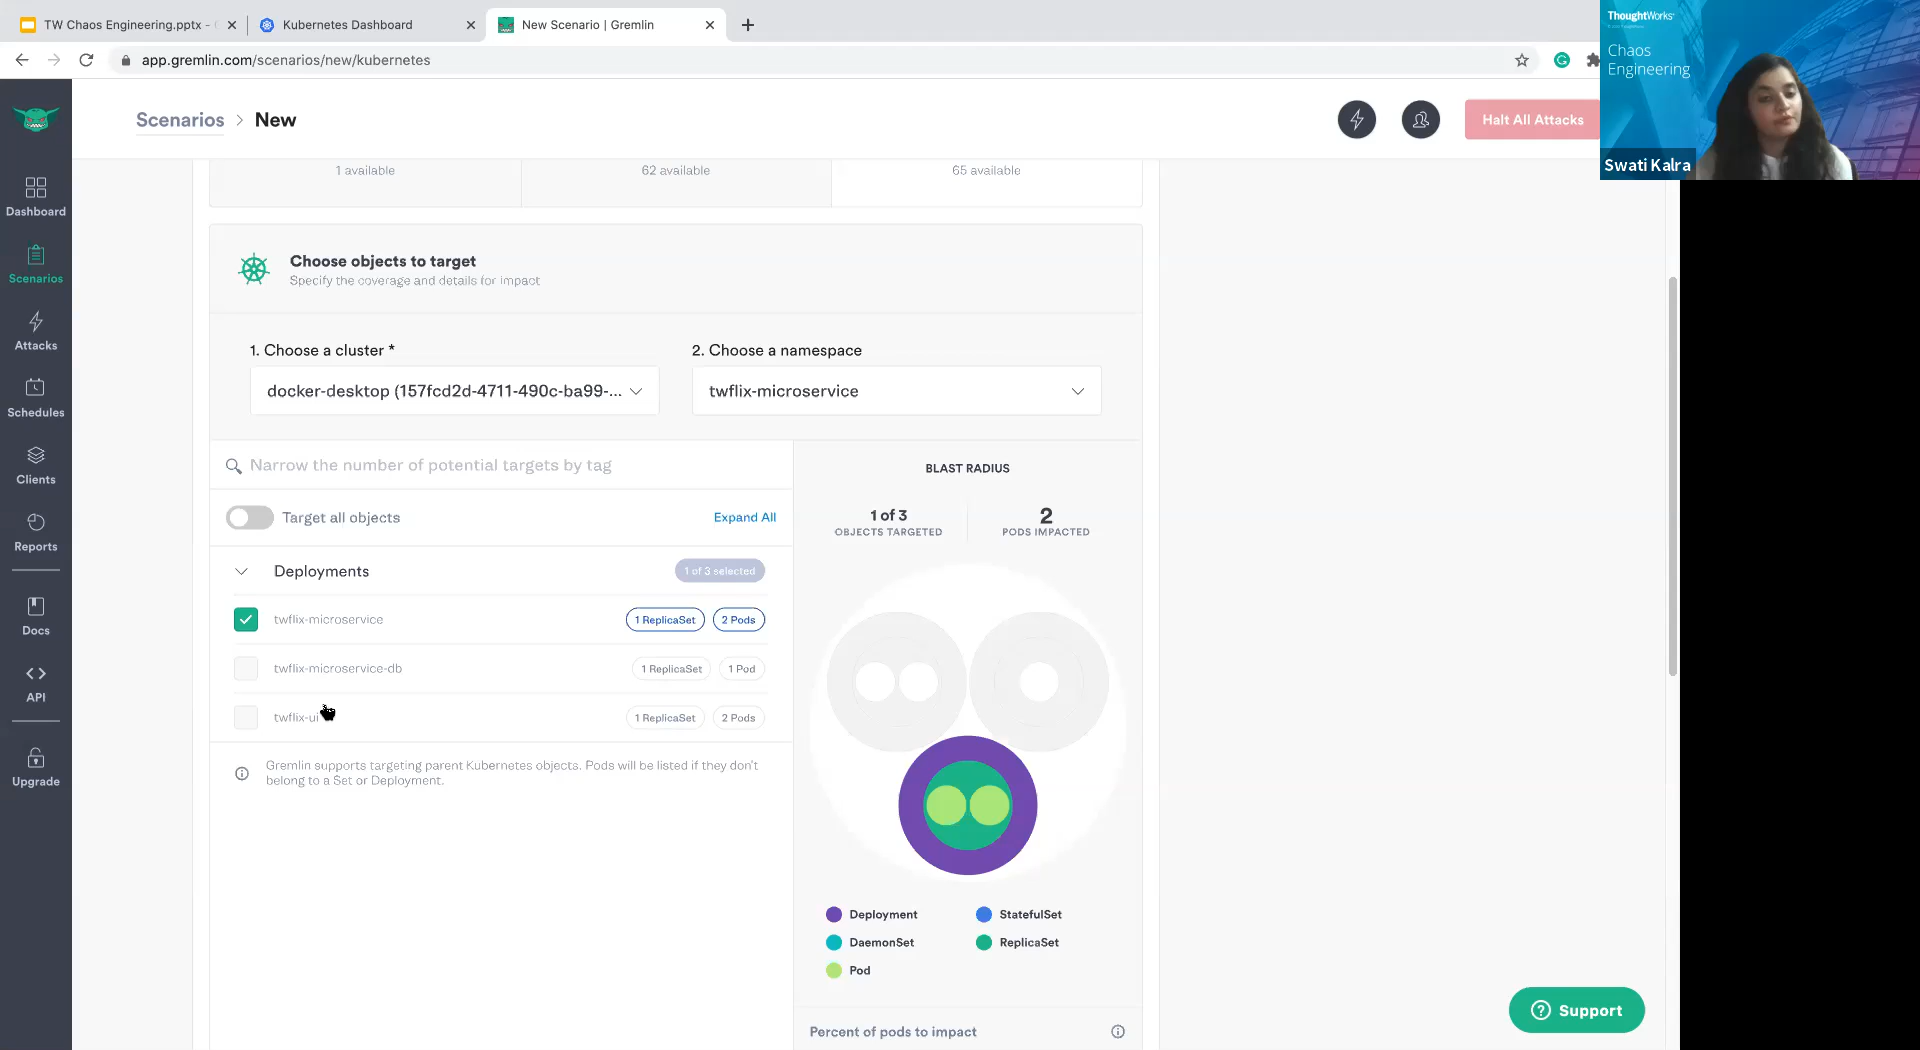 TW Chaos Engineering.pptx -
Kubernetes Dashboard
New Scenario | Gremlin
app.gremlin.com/scenarios/new/kubernetes
ThoughtWorks
Chaos
Engineering
Swati Kalra
Scenarios > New
Halt All Attacks
Dashboard
Scenarios
Attacks
Schedules
Clients
Reports
Docs
API
Upgrade
1 available
62 available
65 available
Choose objects to target
Specify the coverage and details for impact
1. Choose a cluster *
2. Choose a namespace
docker-desktop (157fcd2d-4711-490c-ba99-...
twflix-microservice
Narrow the number of potential targets by tag
Target all objects
Expand All
Deployments
1 of 3 selected
twflix-microservice
1 ReplicaSet
2 Pods
twflix-microservice-db
1 ReplicaSet
1 Pod
twflix-ui
1 ReplicaSet
2 Pods
Gremlin supports targeting parent Kubernetes objects. Pods will be listed if they don't
belong to a Set or Deployment.
BLAST RADIUS
1 of 3
OBJECTS TARGETED
2
PODS IMPACTED
Deployment
StatefulSet
DaemonSet
ReplicaSet
Pod
Percent of pods to impact
Support